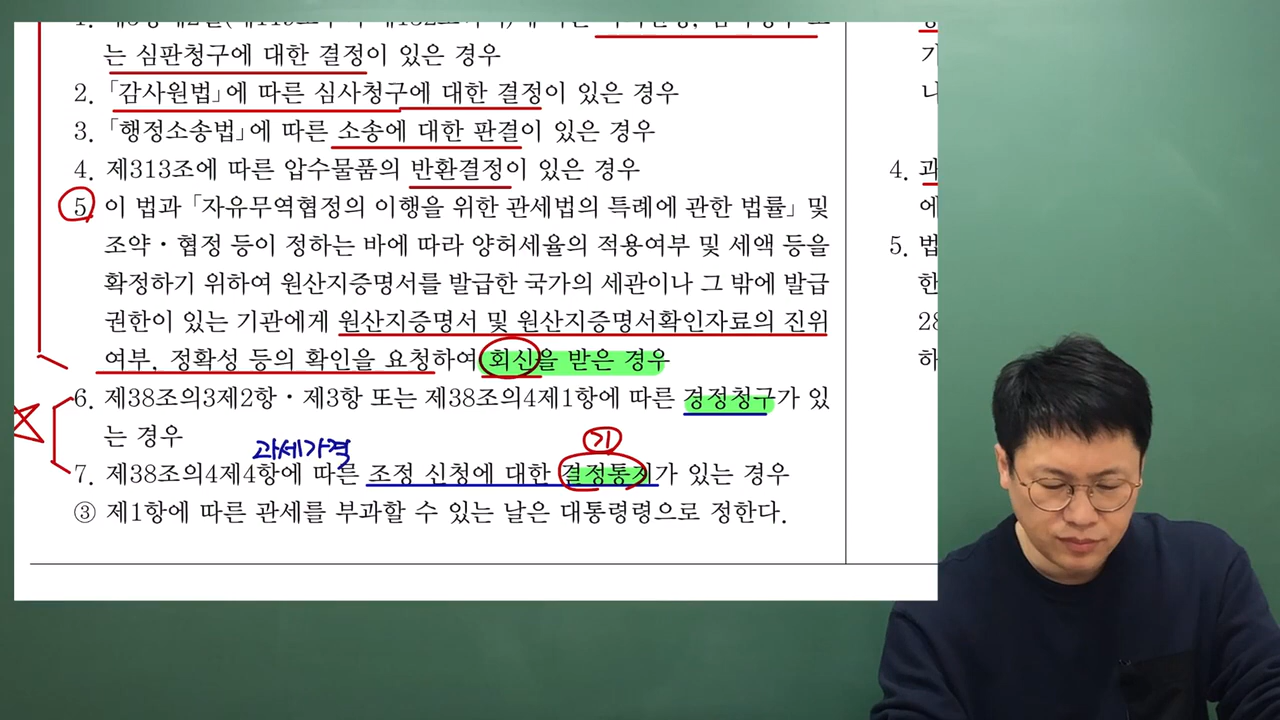 는 심판청구에 대한 결정이 있은 경우
2. 「감사원법」에 따른 심사청구에 대한 결정이 있은 경우
3. 「행정소송법」에 따른 소송에 대한 판결이 있은 경우
4. 제313조에 따른 압수물품의 반환결정이 있은 경우
5. 이 법과 「자유무역협정의 이행을 위한 관세법의 특례에 관한 법률」 및
조약·협정 등이 정하는 바에 따라 양허세율의 적용여부 및 세액 등을
확정하기 위하여 원산지증명서를 발급한 국가의 세관이나 그 밖에 발급
권한이 있는 기관에게 원산지증명서 및 원산지증명서확인자료의 진위
여부, 정확성 등의 확인을 요청하여 회신을 받은 경우
6. 제38조의3제2항·제3항 또는 제38조의4제1항에 따른 경정청구가 있
는 경우
과세가격
기
7. 제38조의4제4항에 따른 조정 신청에 대한 결정통지가 있는 경우
③ 제1항에 따른 관세를 부과할 수 있는 날은 대통령령으로 정한다.
기
나
4. 과
에
5. 법
한
28
하